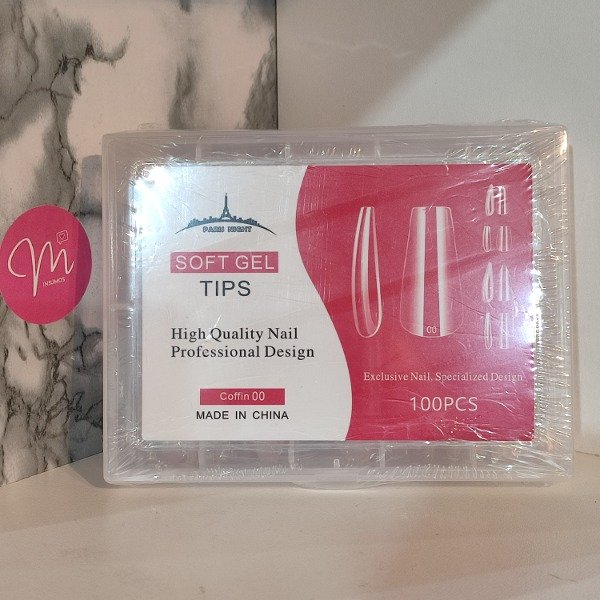 m
INSUMOS
PARIS NIGHT
SOFT GEL
TIPS
High Quality Nail
Professional Design
Coffin 00
MADE IN CHINA
00
Exclusive Nail, Specialized Design
100PCS